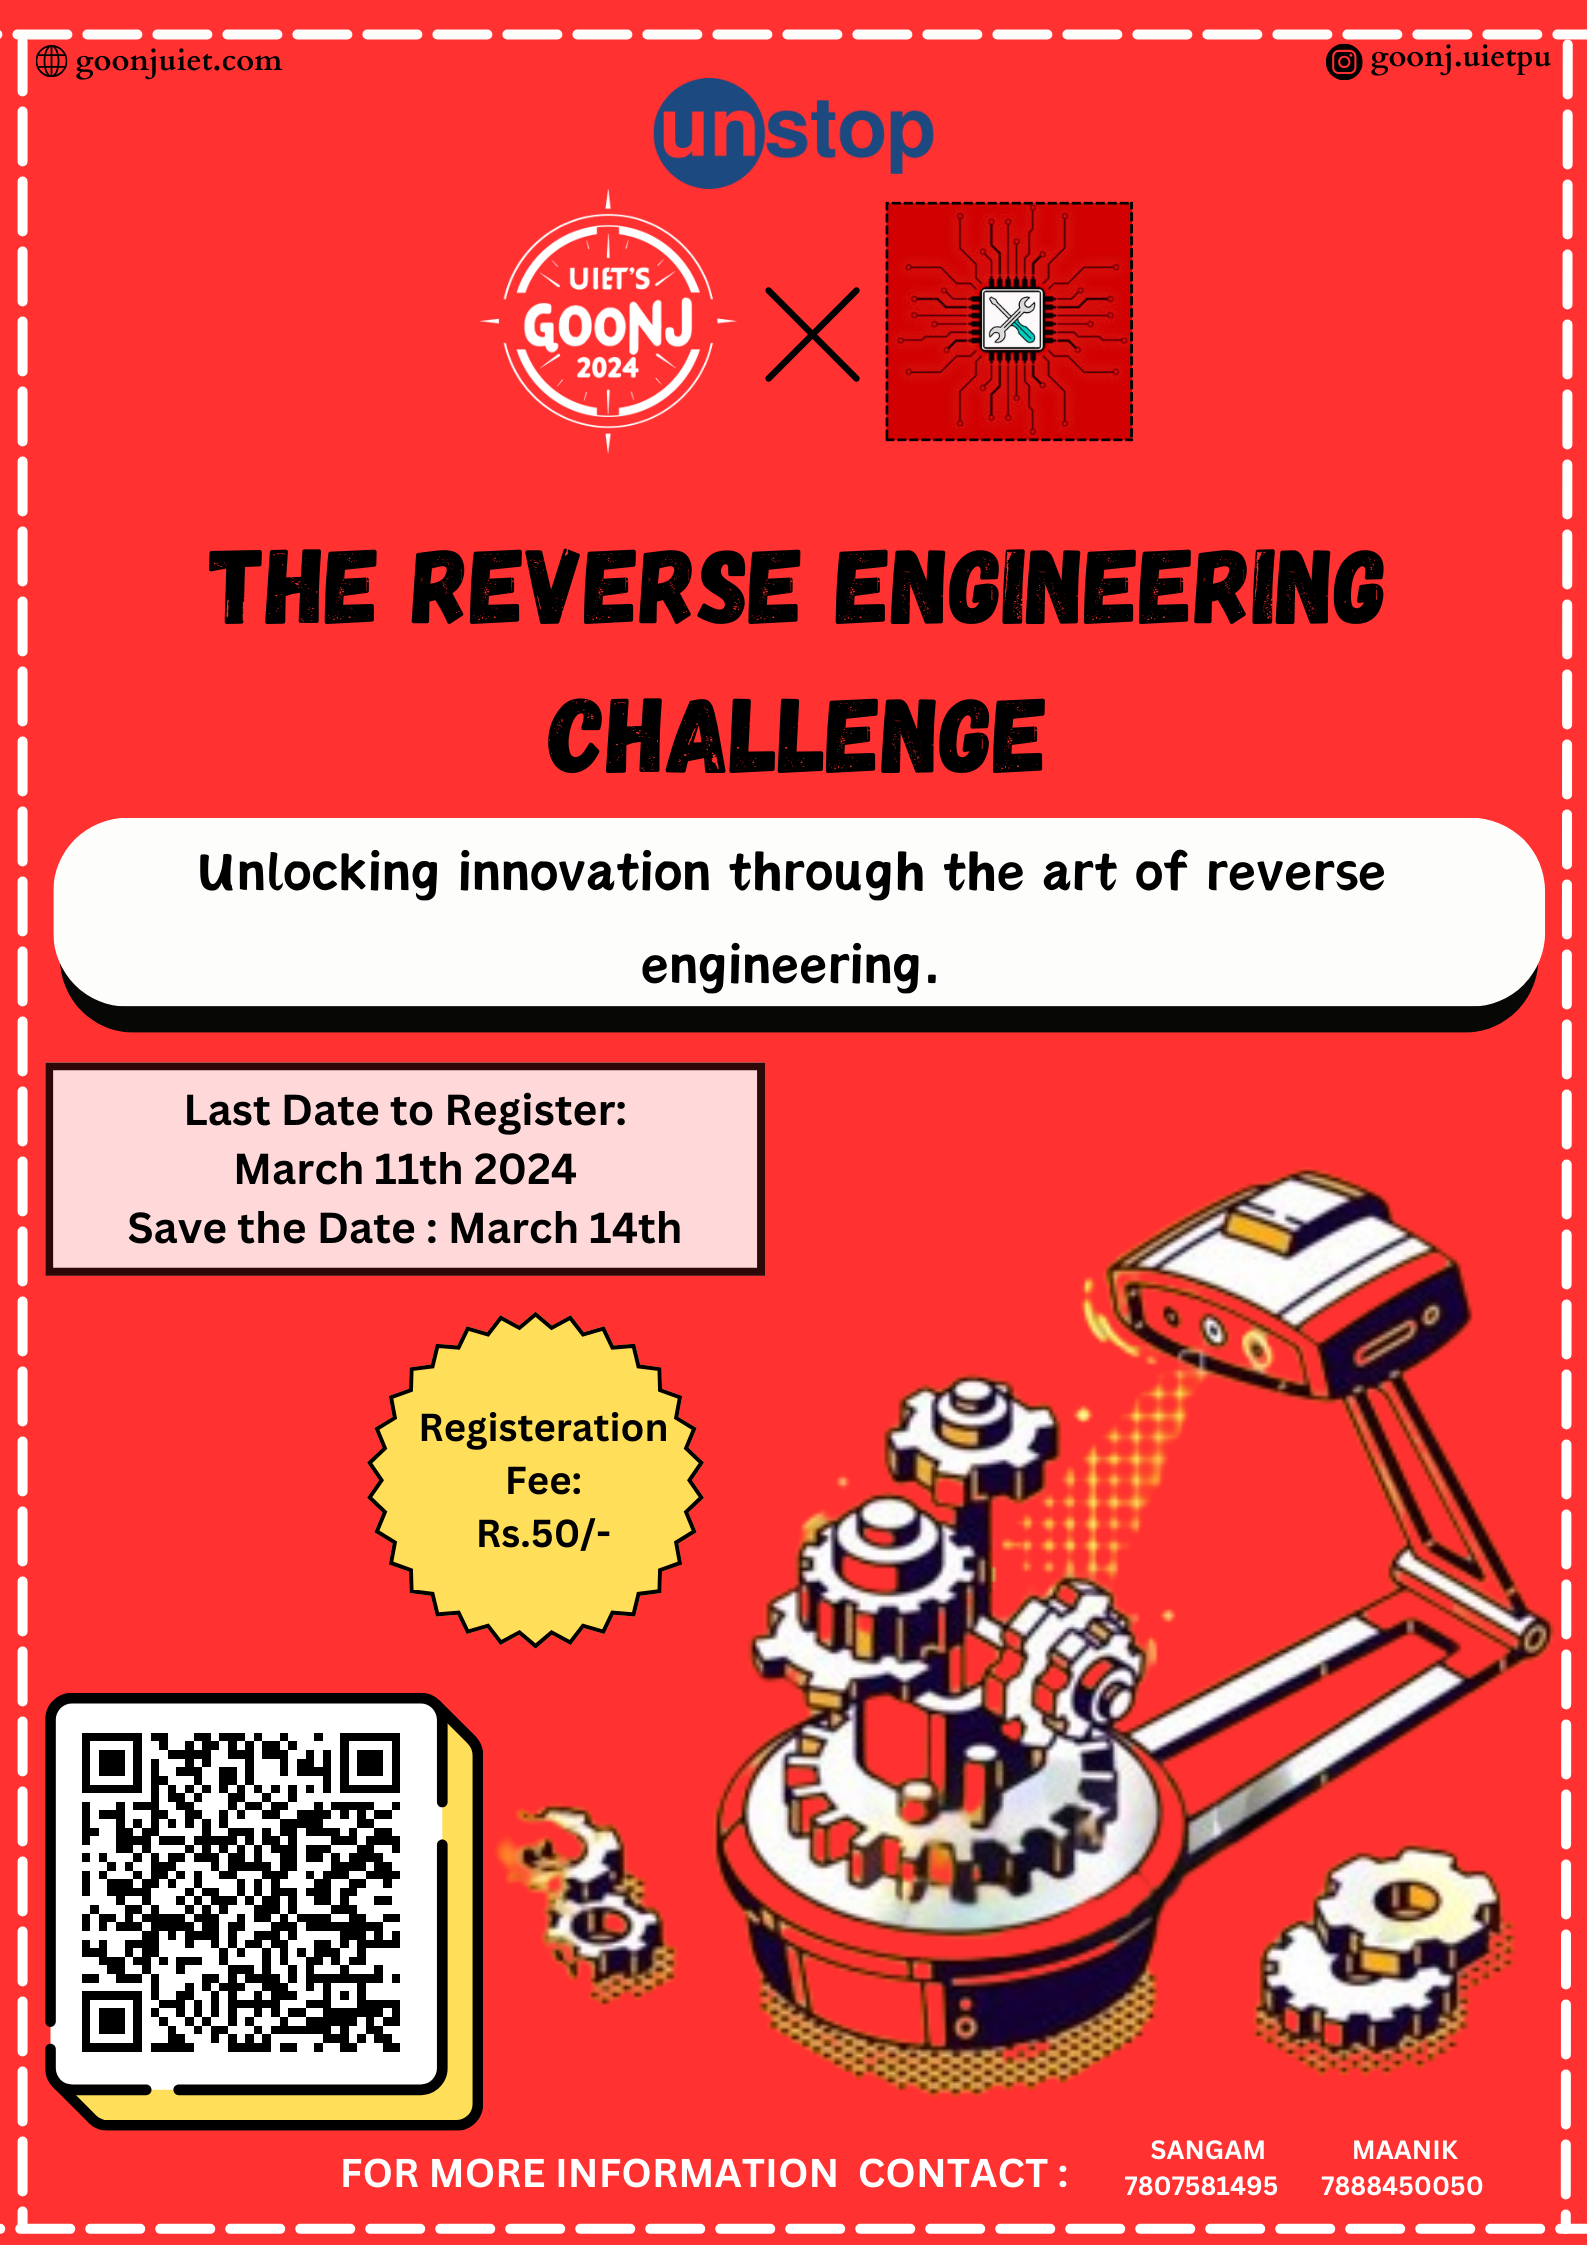 goonjuiet.com
goonj.uietpu
unstop
UIET'S
GOONJ
2024
THE REVERSE ENGINEERING
CHALLENGE
Unlocking innovation through the art of reverse
engineering.
Last Date to Register:
March 11th 2024
Save the Date : March 14th
Registeration
Fee:
Rs.50/-
FOR MORE INFORMATION CONTACT :
SANGAM
7807581495
MAANIK
7888450050